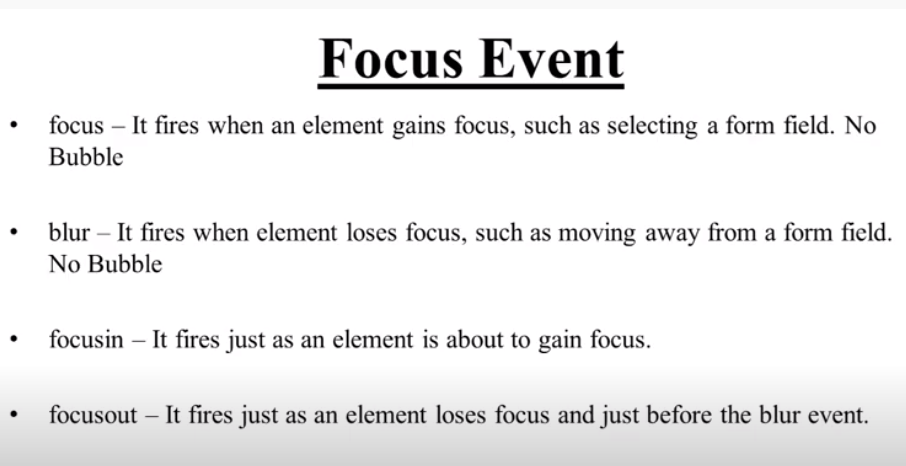 Focus Event
• focus – It fires when an element gains focus, such as selecting a form field. No
Bubble
• blur – It fires when element loses focus, such as moving away from a form field.
No Bubble
• focusin – It fires just as an element is about to gain focus.
• focusout – It fires just as an element loses focus and just before the blur event.